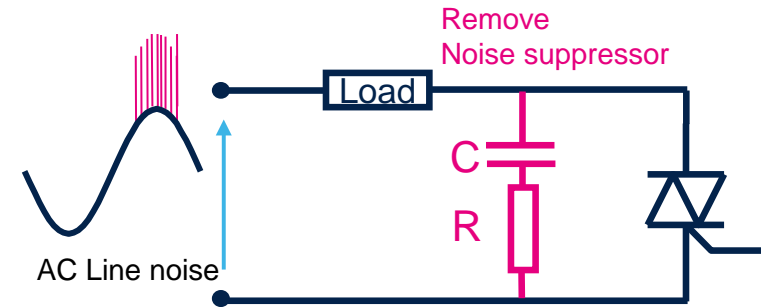 Remove
Noise suppressor
Load
C
R
AC Line noise